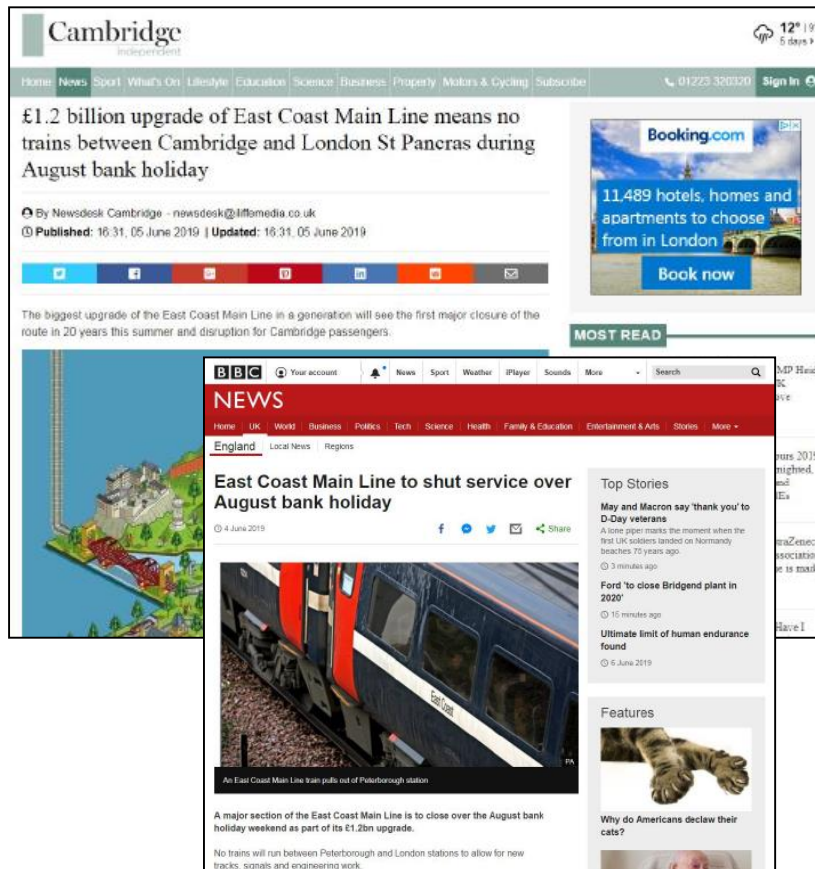 Cambridge
independent
12°
5 days
Home News Sport What's On Lifestyle Education Science Business Property Motors & Cycling Subscribe 01223 320320 Sign In
£1.2 billion upgrade of East Coast Main Line means no
trains between Cambridge and London St Pancras during
August bank holiday
By Newsdesk Cambridge - newsdesk@iliffemedia.co.uk
Published: 16:31, 05 June 2019 | Updated: 16:31, 05 June 2019
The biggest upgrade of the East Coast Main Line in a generation will see the first major closure of the
route in 20 years this summer and disruption for Cambridge passengers.
Booking.com
11,489 hotels, homes and
apartments to choose
from in London
Book now
MOST READ
BBC Your account News Sport Weather iPlayer Sounds More Search
NEWS
Home UK World Business Politics Tech Science Health Family & Education Entertainment & Arts Stories More
England Local News Regions
East Coast Main Line to shut service over
August bank holiday
4 June 2019
Share
East Coast
PA
An East Coast Main Line train pulls out of Peterborough station
A major section of the East Coast Main Line is to close over the August bank
holiday weekend as part of its £1.2bn upgrade.
No trains will run between Peterborough and London stations to allow for new
tracks, signals and engineering work.
Top Stories
May and Macron say 'thank you' to
D-Day veterans
A lone piper marks the moment when the
first UK soldiers landed on Normandy
beaches 75 years ago.
3 minutes ago
Ford 'to close Bridgend plant in
2020'
15 minutes ago
Ultimate limit of human endurance
found
6 June 2019
Features
Why do Americans declaw their
cats?